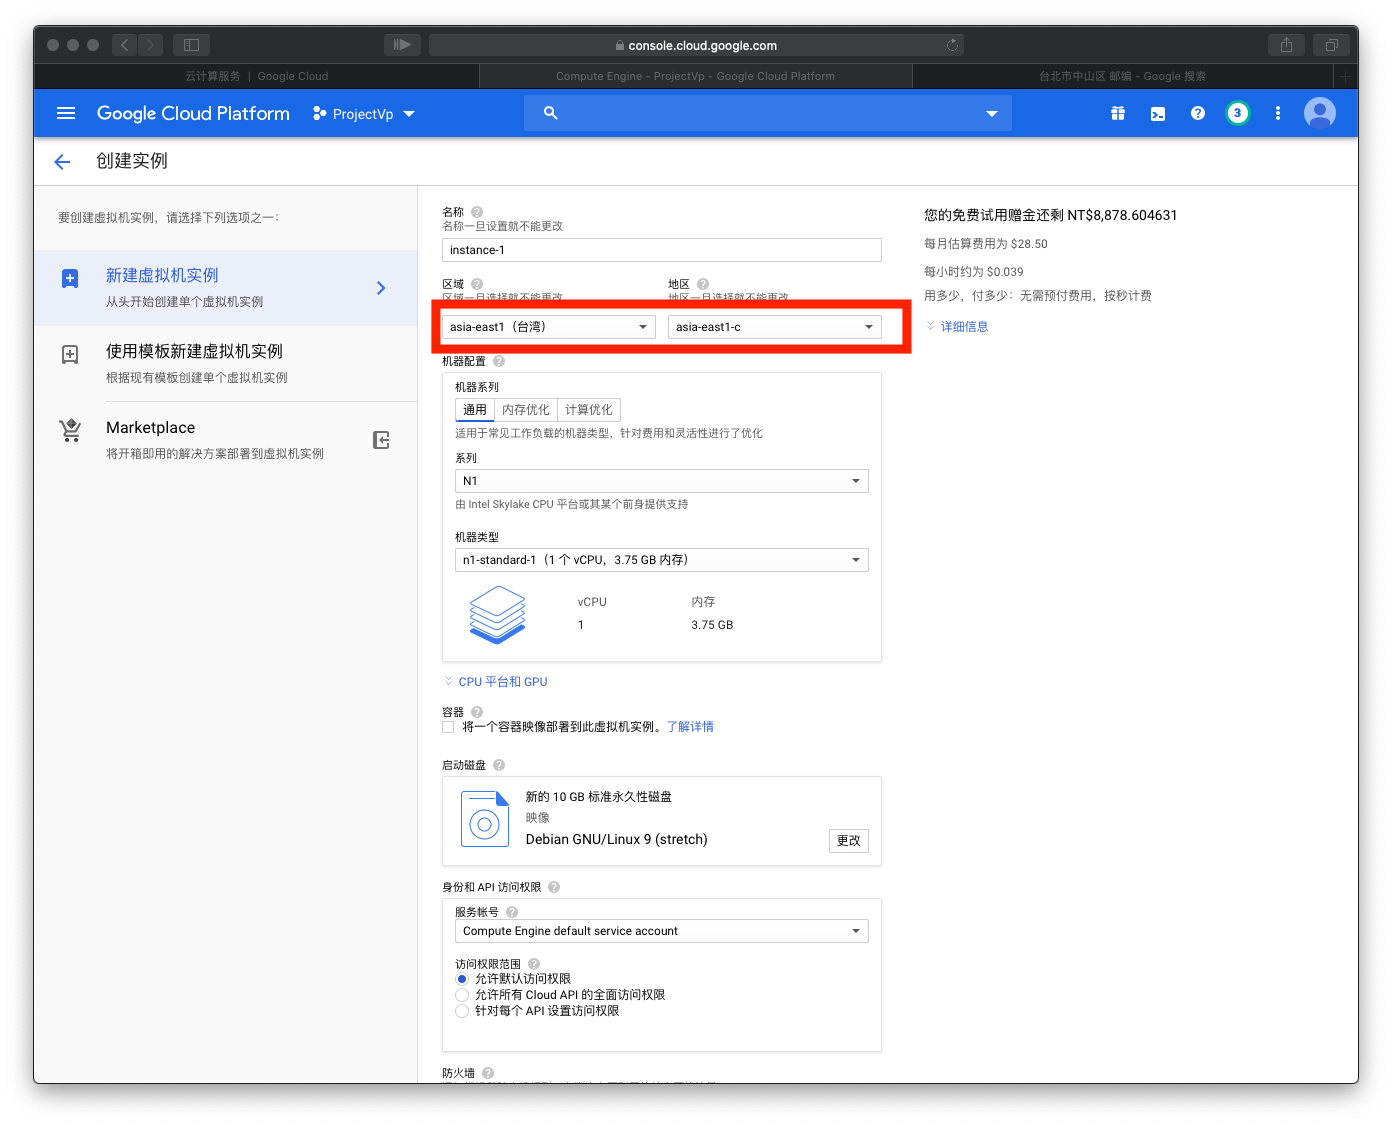 console.cloud.google.com
云计算服务 | Google Cloud
Compute Engine - ProjectVp - Google Cloud Platform
台北市中山区 邮编 - Google 搜索
Google Cloud Platform
ProjectVp
3
创建实例
要创建虚拟机实例，请选择下列选项之一：
新建虚拟机实例
从头开始创建单个虚拟机实例
使用模板新建虚拟机实例
根据现有模板创建单个虚拟机实例
Marketplace
将开箱即用的解决方案部署到虚拟机实例
名称
名称一旦设置就不能更改
instance-1
区域
区域一旦选择就不能更改
地区
地区一旦选择就不能更改
asia-east1（台湾）
asia-east1-c
机器配置
机器系列
通用
内存优化
计算优化
适用于常见工作负载的机器类型，针对费用和灵活性进行了优化
系列
N1
由 Intel Skylake CPU 平台或其某个前身提供支持
机器类型
n1-standard-1（1 个 vCPU，3.75 GB 内存）
vCPU
内存
1
3.75 GB
CPU 平台和 GPU
容器
将一个容器映像部署到此虚拟机实例。了解详情
启动磁盘
新的 10 GB 标准永久性磁盘
映像
Debian GNU/Linux 9 (stretch)
更改
身份和 API 访问权限
服务帐号
Compute Engine default service account
访问权限范围
允许默认访问权限
允许所有 Cloud API 的全面访问权限
针对每个 API 设置访问权限
防火墙
您的免费试用赠金还剩 NT$8,878.604631
每月估算费用为 $28.50
每小时约为 $0.039
用多少，付多少：无需预付费用，按秒计费
详细信息